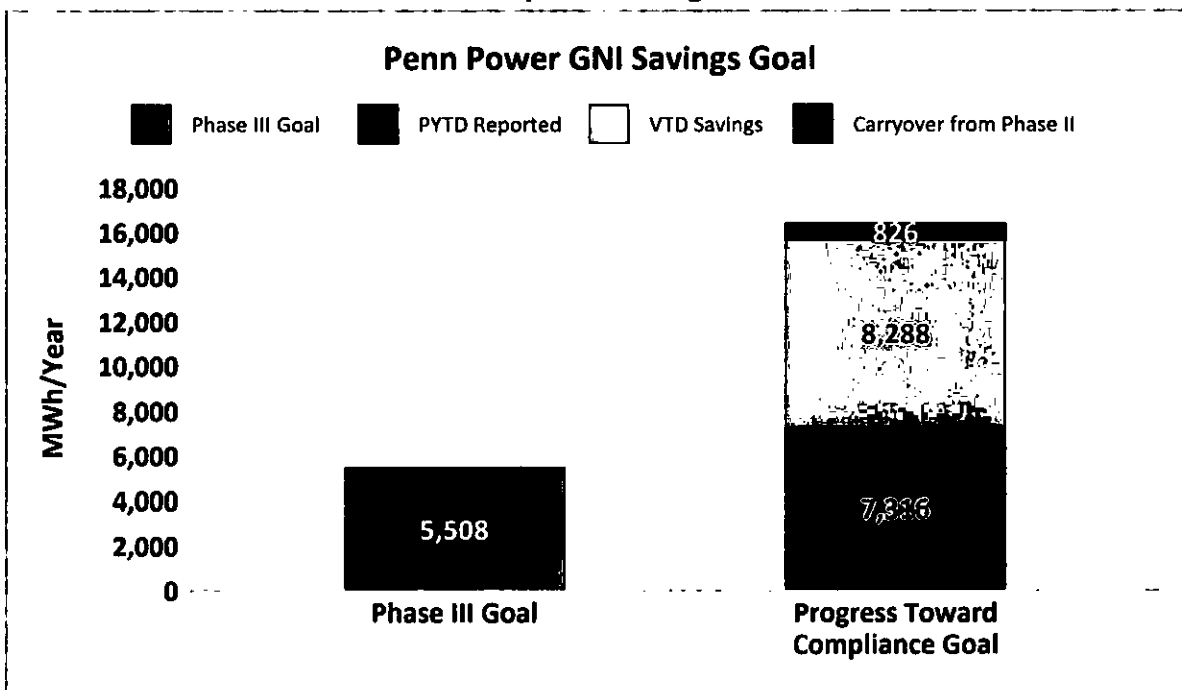 Penn Power GNI Savings Goal
Phase III Goal PYTD Reported VTD Savings Carryover from Phase II
18,000
16,000
14,000
12,000
10,000
8,000
6,000
4,000
2,000
0
MWh/Year
826
8,288
7,316
5,508
Phase III Goal
Progress Toward
Compliance Goal